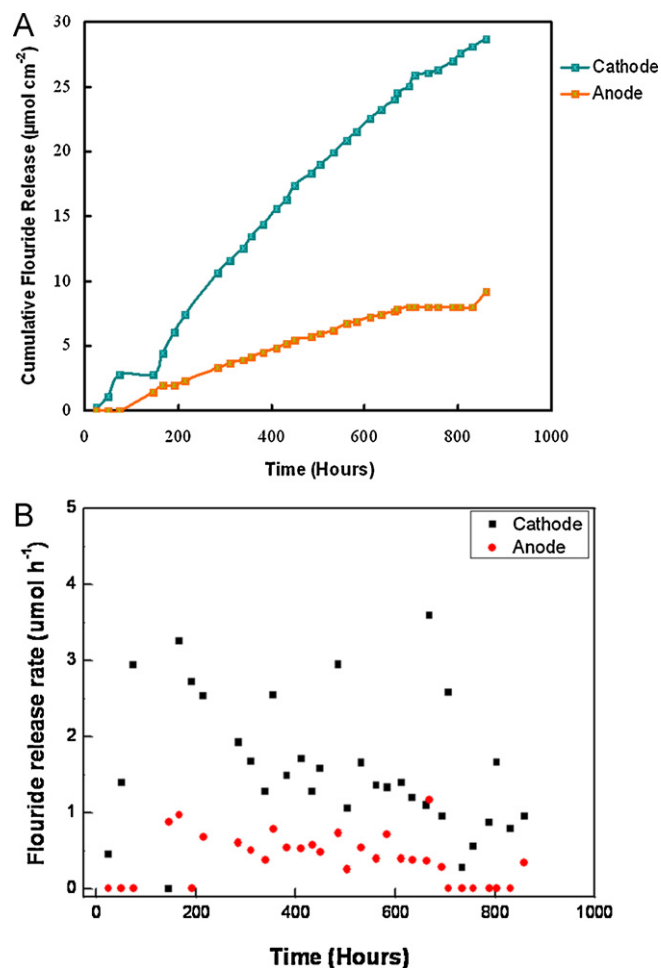 A
Cumulative Flouride Release (µmol cm⁻²)
30
25
20
15
10
5
0
0 200 400 600 800 1000
Time (Hours)
Cathode
Anode
B
Flouride release rate (umol h⁻¹)
5
4
3
2
1
0
Cathode
Anode
0 200 400 600 800 1000
Time (Hours)